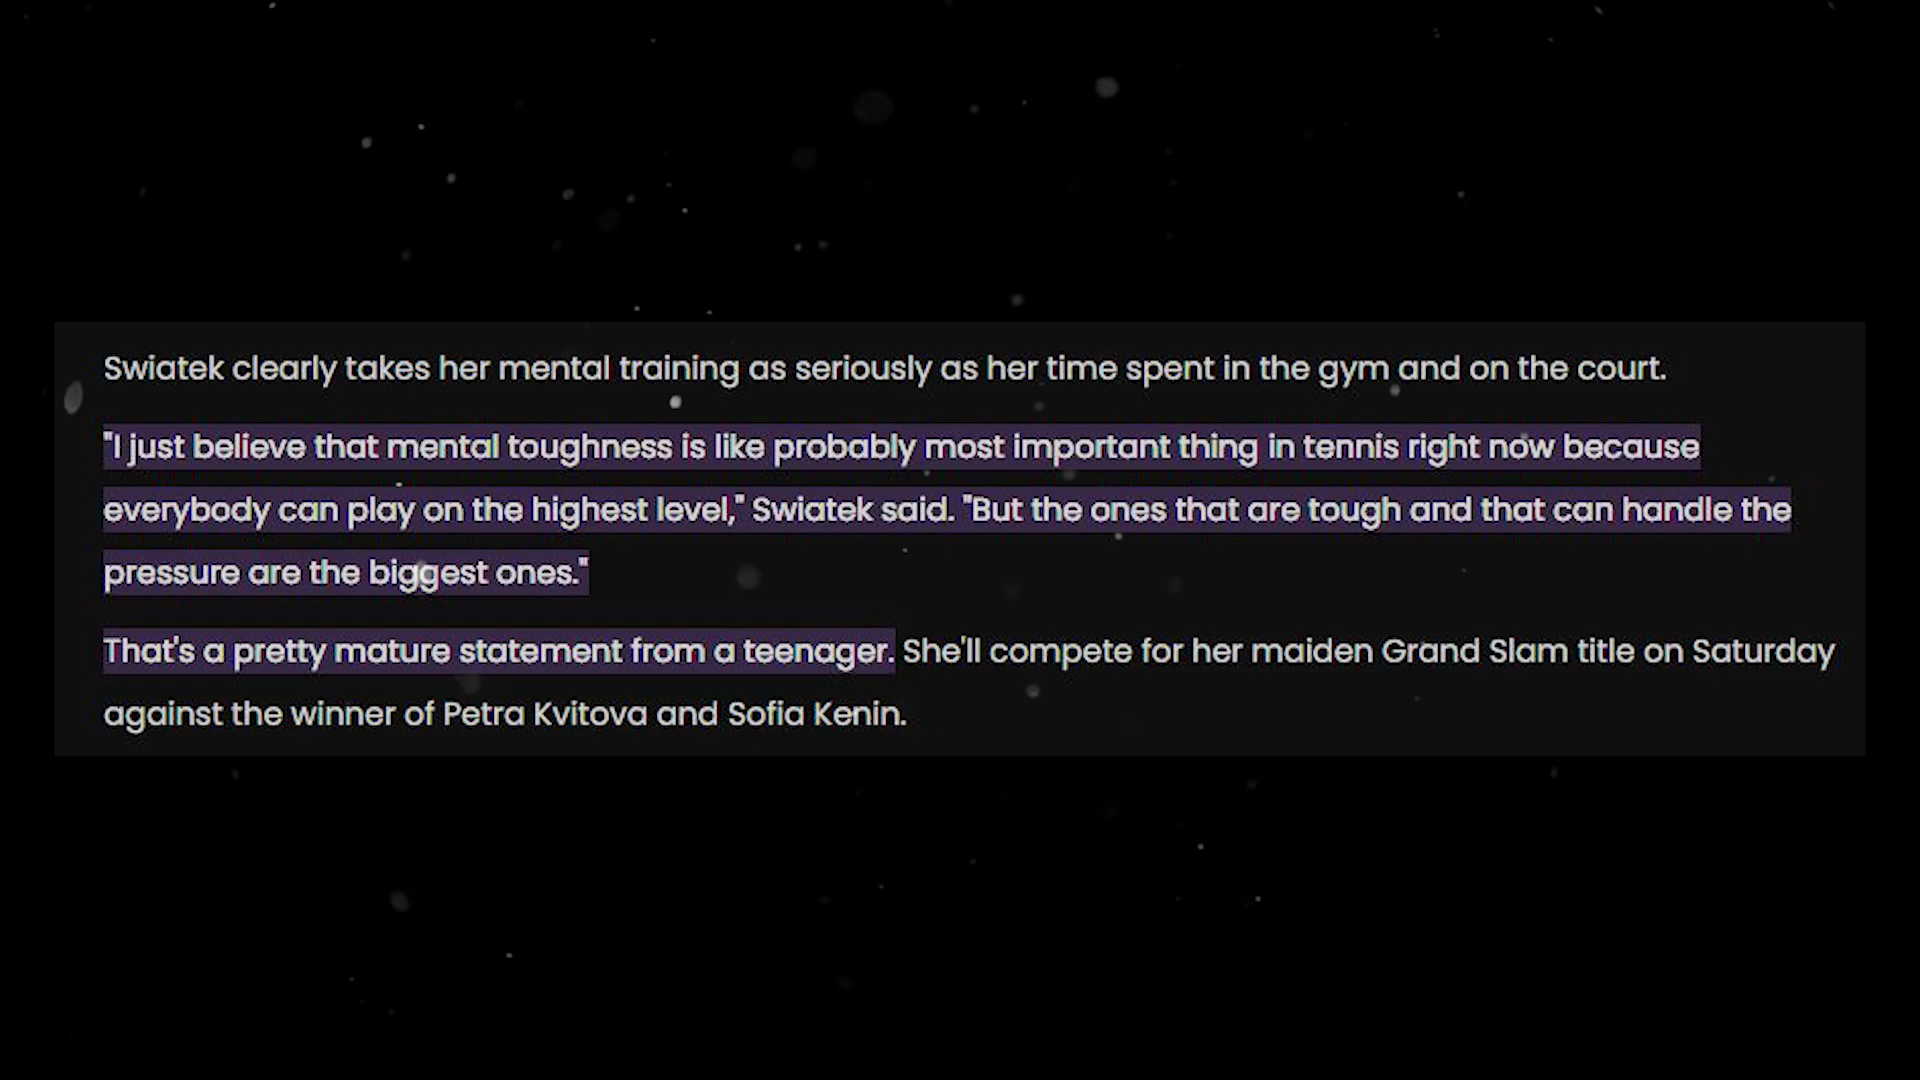 Swiatek clearly takes her mental training as seriously as her time spent in the gym and on the court.
"I just believe that mental toughness is like probably most important thing in tennis right now because
everybody can play on the highest level," Swiatek said. "But the ones that are tough and that can handle the
pressure are the biggest ones."
That's a pretty mature statement from a teenager. She'll compete for her maiden Grand Slam title on Saturday
against the winner of Petra Kvitova and Sofia Kenin.